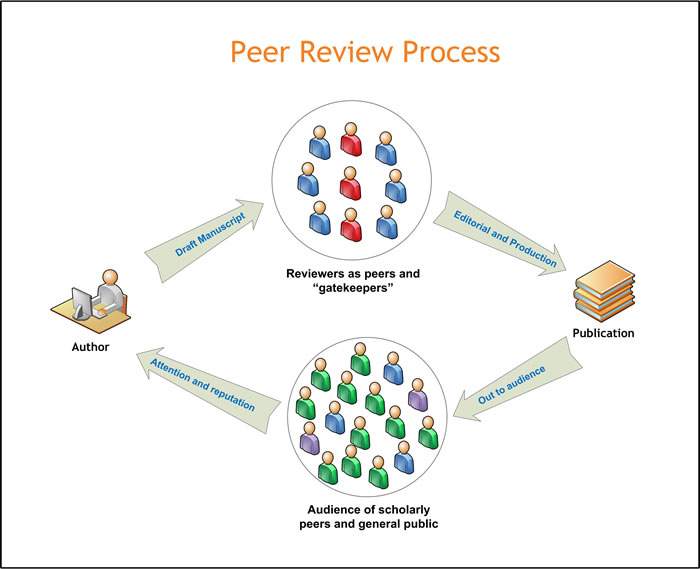 Peer Review Process
Draft Manuscript
Reviewers as peers and
“gatekeepers”
Editorial and Production
Author
Publication
Attention and reputation
Out to audience
Audience of scholarly
peers and general public